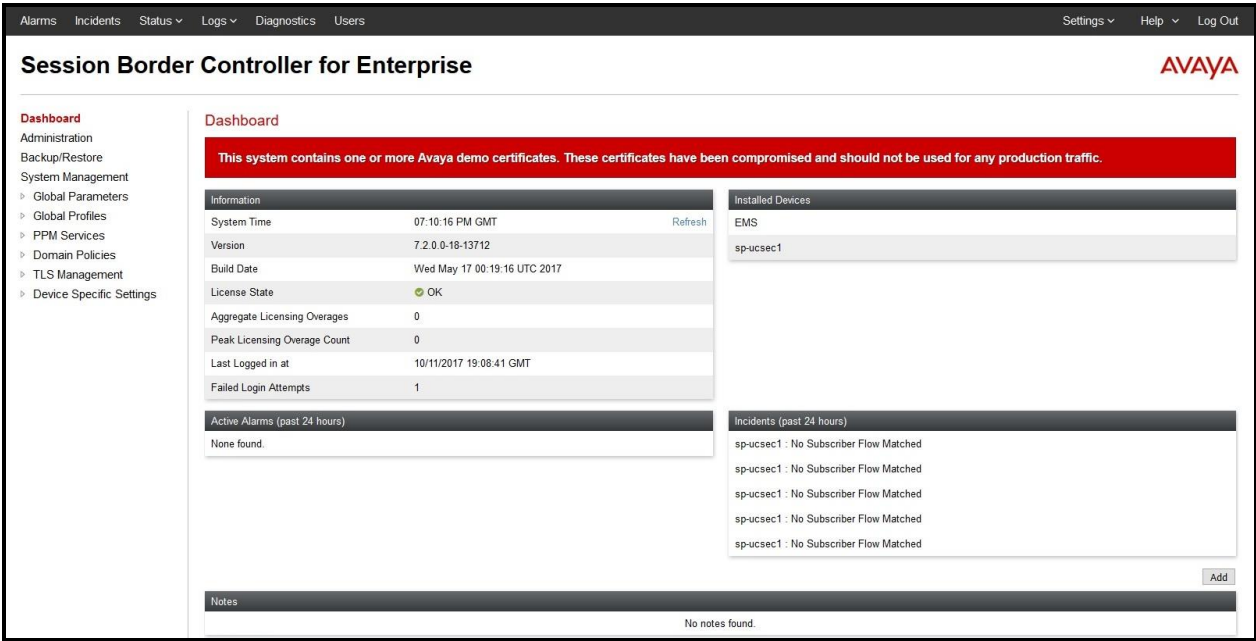 Alarms Incidents Status Logs Diagnostics Users Settings Help Log Out
Session Border Controller for Enterprise
AVAYA
Dashboard
Administration
Backup/Restore
System Management
Global Parameters
Global Profiles
PPM Services
Domain Policies
TLS Management
Device Specific Settings
Dashboard
This system contains one or more Avaya demo certificates. These certificates have been compromised and should not be used for any production traffic.
Information
System Time 07:10:16 PM GMT Refresh
Version 7.2.0.0-18-13712
Build Date Wed May 17 00:19:16 UTC 2017
License State OK
Aggregate Licensing Overages 0
Peak Licensing Overage Count 0
Last Logged in at 10/11/2017 19:08:41 GMT
Failed Login Attempts 1
Installed Devices
EMS
sp-ucsec1
Active Alarms (past 24 hours)
None found.
Incidents (past 24 hours)
sp-ucsec1 : No Subscriber Flow Matched
sp-ucsec1 : No Subscriber Flow Matched
sp-ucsec1 : No Subscriber Flow Matched
sp-ucsec1 : No Subscriber Flow Matched
sp-ucsec1 : No Subscriber Flow Matched
Add
Notes
No notes found.